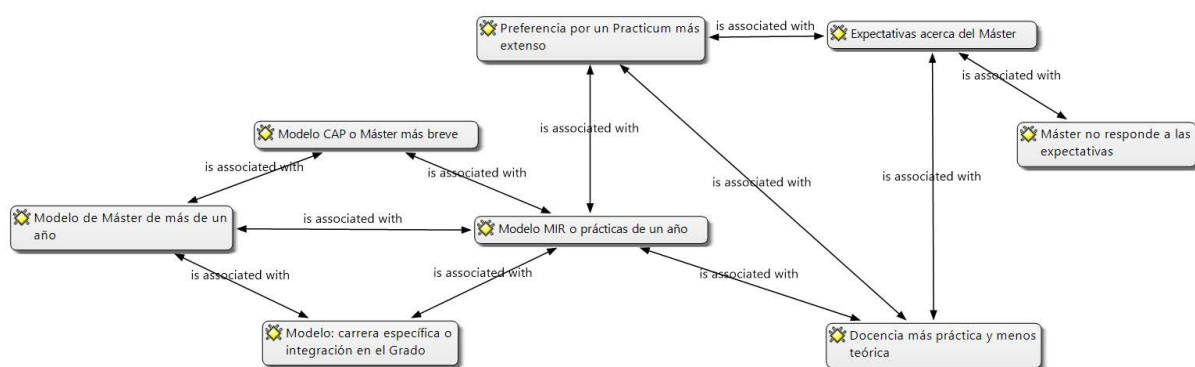 Preferencia por un Practicum más
extenso
is associated with
Expectativas acerca del Máster
is associated with
Modelo CAP o Máster más breve
is associated with
Máster no responde a las
expectativas
is associated with
is associated with
is associated with
is associated with
Modelo de Máster de más de un
año
is associated with
Modelo MIR o prácticas de un año
is associated with
is associated with
is associated with
Modelo: carrera específica o
integración en el Grado
Docencia más práctica y menos
teórica